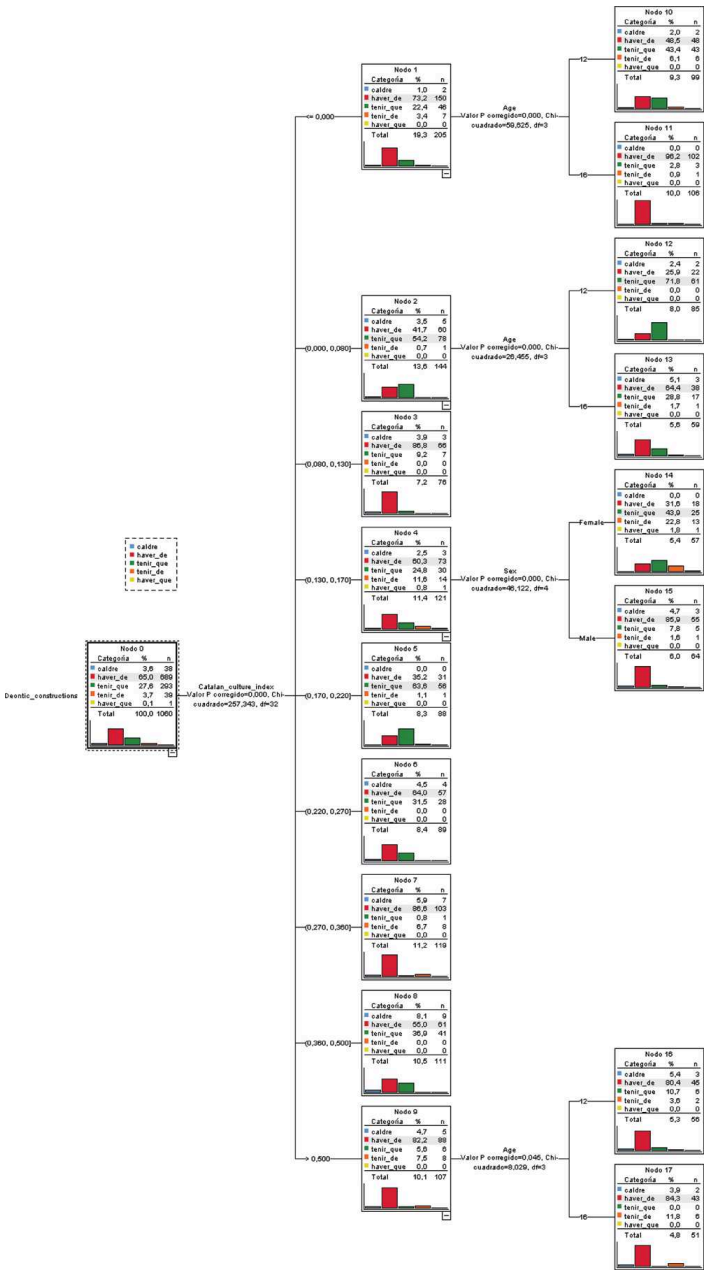 Nodo 10
Categoría % n
caldre 2,0 2
haver_de 48,5 48
tenir_que 43,4 43
tenir_de 6,1 6
haver_que 0,0 0
Total 9,3 99
Nodo 1
Categoría % n
caldre 1,0 2
haver_de 73,2 150
tenir_que 22,4 46
tenir_de 3,4 7
haver_que 0,0 0
Total 19,3 205
<= 0,000
Age
Valor P corregido=0,000, Chi-
cuadrado=59,625, df=3
12
16
Nodo 11
Categoría % n
caldre 0,0 0
haver_de 96,2 102
tenir_que 2,8 3
tenir_de 0,9 1
haver_que 0,0 0
Total 10,0 106
Nodo 12
Categoría % n
caldre 2,4 2
haver_de 25,9 22
tenir_que 71,8 61
tenir_de 0,0 0
haver_que 0,0 0
Total 8,0 85
Nodo 2
Categoría % n
caldre 3,5 5
haver_de 41,7 60
tenir_que 54,2 78
tenir_de 0,7 1
haver_que 0,0 0
Total 13,6 144
(0,000, 0,080]
Age
Valor P corregido=0,000, Chi-
cuadrado=26,455, df=3
12
16
Nodo 13
Categoría % n
caldre 5,1 3
haver_de 64,4 38
tenir_que 28,8 17
tenir_de 1,7 1
haver_que 0,0 0
Total 5,6 59
Nodo 3
Categoría % n
caldre 3,9 3
haver_de 86,8 66
tenir_que 9,2 7
tenir_de 0,0 0
haver_que 0,0 0
Total 7,2 76
(0,080, 0,130]
Nodo 14
Categoría % n
caldre 0,0 0
haver_de 31,6 18
tenir_que 43,9 25
tenir_de 22,8 13
haver_que 1,8 1
Total 5,4 57
Nodo 4
Categoría % n
caldre 2,5 3
haver_de 60,3 73
tenir_que 24,8 30
tenir_de 11,6 14
haver_que 0,8 1
Total 11,4 121
(0,130, 0,170]
Sex
Valor P corregido=0,000, Chi-
cuadrado=46,122, df=4
Female
Male
Nodo 15
Categoría % n
caldre 4,7 3
haver_de 85,9 55
tenir_que 7,8 5
tenir_de 1,6 1
haver_que 0,0 0
Total 6,0 64
caldre
haver_de
tenir_que
tenir_de
haver_que
Deontic_constructions
Nodo 0
Categoría % n
caldre 3,6 38
haver_de 65,0 689
tenir_que 27,6 293
tenir_de 3,7 39
haver_que 0,1 1
Total 100,0 1060
Catalan_culture_index
Valor P corregido=0,000, Chi-
cuadrado=257,343, df=32
Nodo 5
Categoría % n
caldre 0,0 0
haver_de 35,2 31
tenir_que 63,6 56
tenir_de 1,1 1
haver_que 0,0 0
Total 8,3 88
(0,170, 0,220]
Nodo 6
Categoría % n
caldre 4,5 4
haver_de 64,0 57
tenir_que 31,5 28
tenir_de 0,0 0
haver_que 0,0 0
Total 8,4 89
(0,220, 0,270]
Nodo 7
Categoría % n
caldre 5,9 7
haver_de 86,6 103
tenir_que 0,8 1
tenir_de 6,7 8
haver_que 0,0 0
Total 11,2 119
(0,270, 0,360]
Nodo 8
Categoría % n
caldre 8,1 9
haver_de 55,0 61
tenir_que 36,9 41
tenir_de 0,0 0
haver_que 0,0 0
Total 10,5 111
(0,360, 0,500]
Nodo 16
Categoría % n
caldre 5,4 3
haver_de 80,4 45
tenir_que 10,7 6
tenir_de 3,6 2
haver_que 0,0 0
Total 5,3 56
Nodo 9
Categoría % n
caldre 4,7 5
haver_de 82,2 88
tenir_que 5,6 6
tenir_de 7,5 8
haver_que 0,0 0
Total 10,1 107
> 0,500
Age
Valor P corregido=0,045, Chi-
cuadrado=8,029, df=3
12
16
Nodo 17
Categoría % n
caldre 3,9 2
haver_de 84,3 43
tenir_que 0,0 0
tenir_de 11,8 6
haver_que 0,0 0
Total 4,8 51